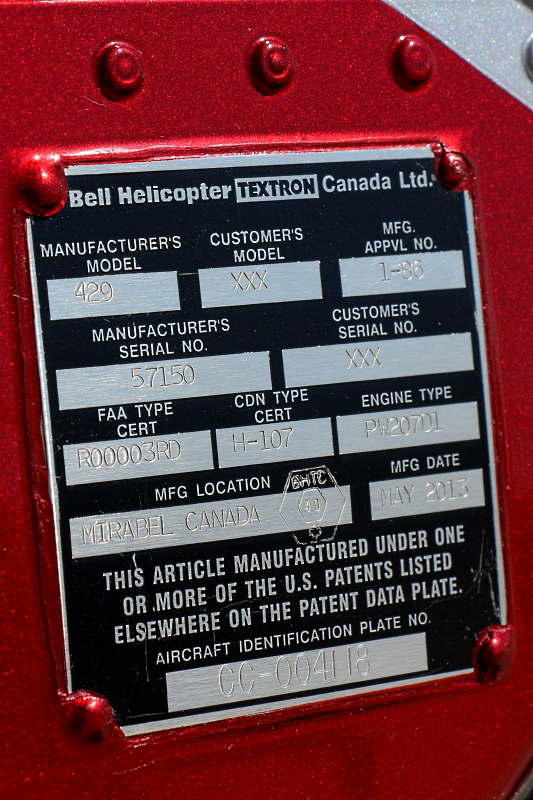 Bell Helicopter TEXTRON Canada Ltd.
MANUFACTURER'S MODEL
429
CUSTOMER'S MODEL
XXX
MFG. APPVL NO.
1-86
MANUFACTURER'S SERIAL NO.
57150
CUSTOMER'S SERIAL NO.
XXX
FAA TYPE CERT
R00003RD
CDN TYPE CERT
H-107
ENGINE TYPE
PW207D1
MFG LOCATION
MIRABEL CANADA
BHTC
41
MFG DATE
MAY 2013
THIS ARTICLE MANUFACTURED UNDER ONE
OR MORE OF THE U.S. PATENTS LISTED
ELSEWHERE ON THE PATENT DATA PLATE.
AIRCRAFT IDENTIFICATION PLATE NO.
CC-004118